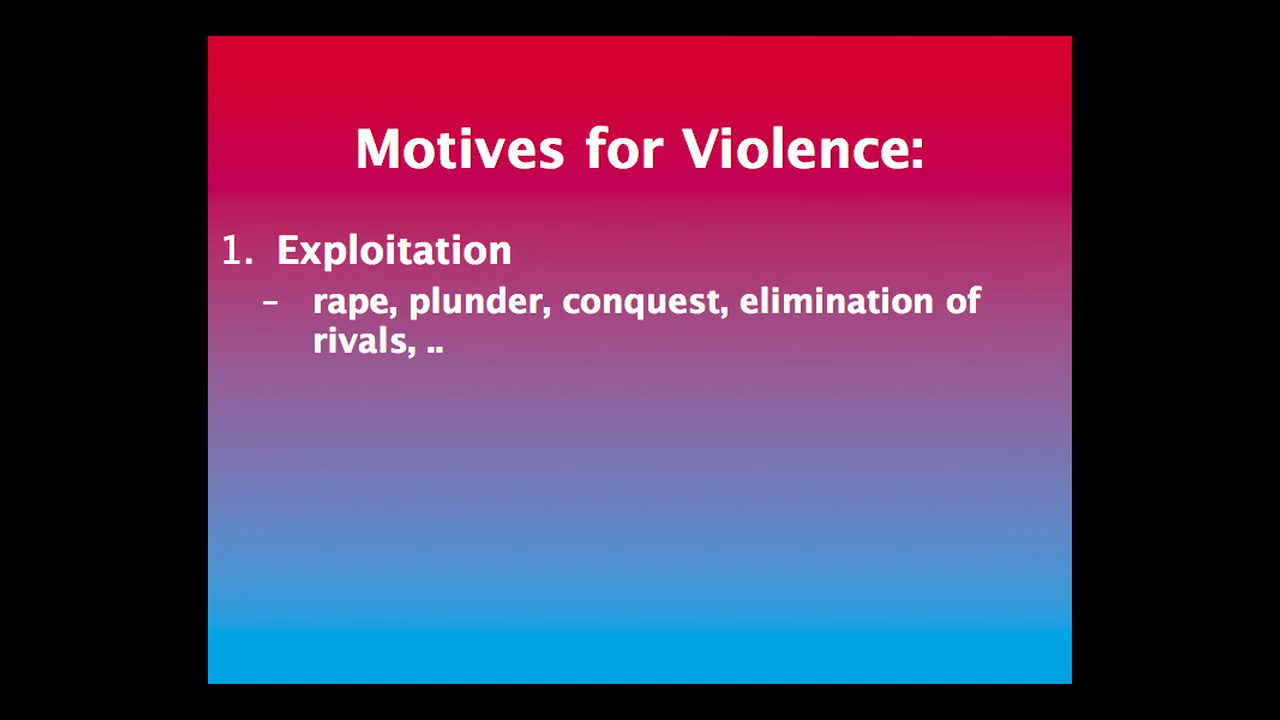 Motives for Violence:
1. Exploitation
– rape, plunder, conquest, elimination of
rivals, ..